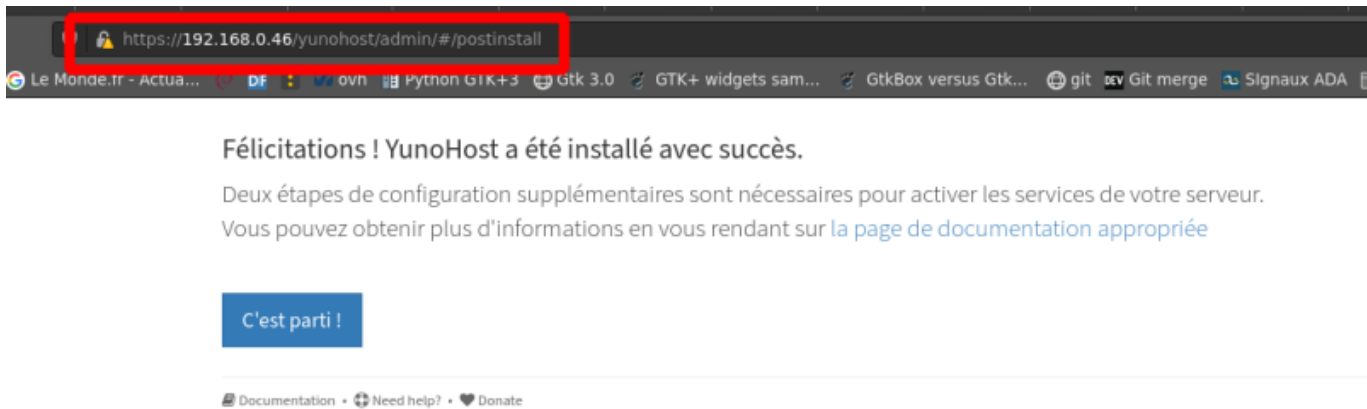 https://192.168.0.46/yunohost/admin/#/postinstall
Le Monde.fr - Actua... DF ovh Python GTK+3 Gtk 3.0 GTK+ widgets sam... GtkBox versus Gtk... git DEV Git merge SIgnaux ADA
Félicitations ! YunoHost a été installé avec succès.
Deux étapes de configuration supplémentaires sont nécessaires pour activer les services de votre serveur.
Vous pouvez obtenir plus d'informations en vous rendant sur la page de documentation appropriée
C'est parti !
Documentation • Need help? • Donate